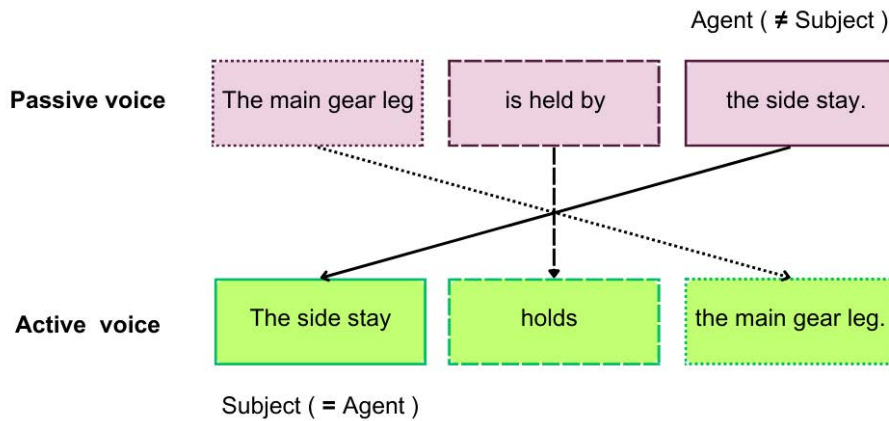 Agent ( ≠ Subject )
Passive voice
The main gear leg
is held by
the side stay.
Active voice
The side stay
holds
the main gear leg.
Subject ( = Agent )